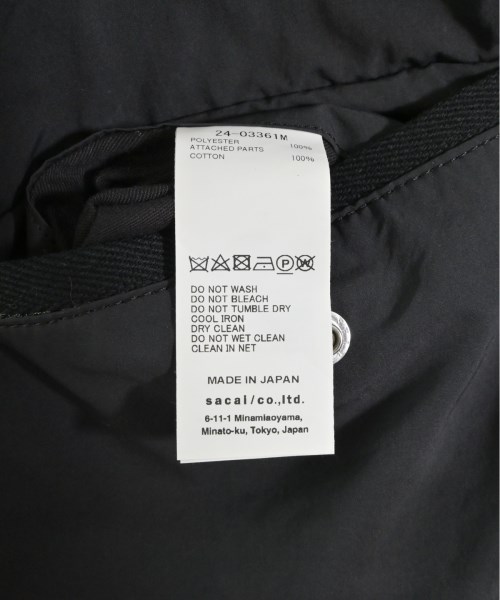 24-03361M
POLYESTER 100%
ATTACHED PARTS
COTTON 100%
P W
DO NOT WASH
DO NOT BLEACH
DO NOT TUMBLE DRY
COOL IRON
DRY CLEAN
DO NOT WET CLEAN
CLEAN IN NET
MADE IN JAPAN
sacai/co.,ltd.
6-11-1 Minamiaoyama,
Minato-ku, Tokyo, Japan